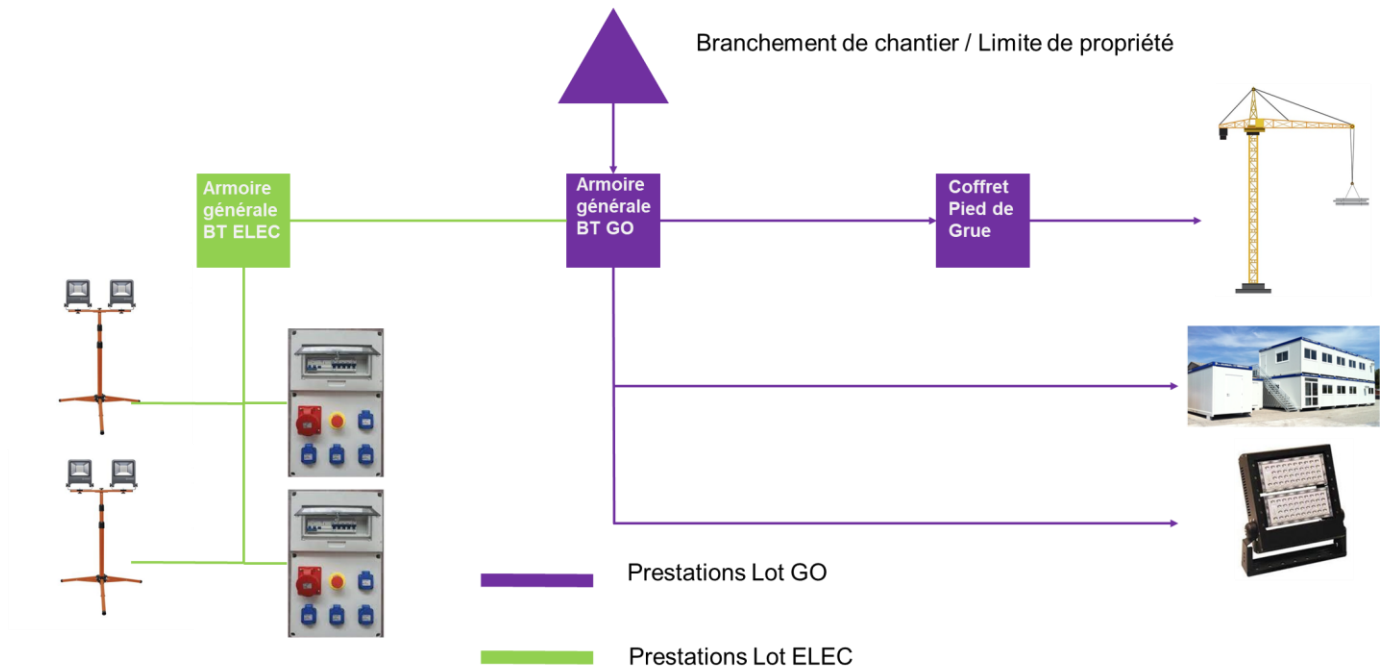 Branchement de chantier / Limite de propriété
Armoire
générale
BT ELEC
Armoire
générale
BT GO
Coffret
Pied de
Grue
Prestations Lot GO
Prestations Lot ELEC